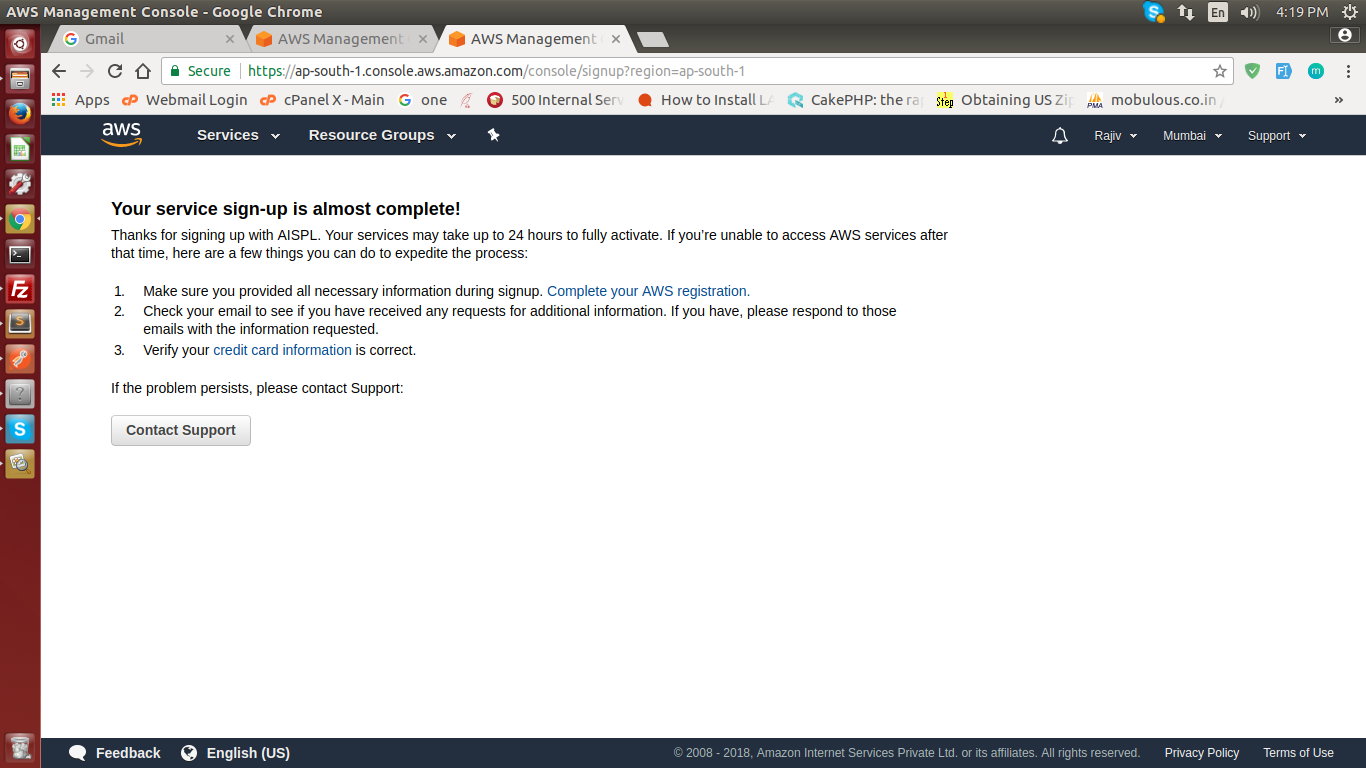 AWS Management Console - Google Chrome
En
4:19 PM
Gmail
AWS Management
AWS Management
Secure
https://ap-south-1.console.aws.amazon.com/console/signup?region=ap-south-1
Apps
Webmail Login
cPanel X - Main
one
500 Internal Serv
How to Install LA
CakePHP: the ra
Obtaining US Zip
mobulous.co.in /
aws
Services
Resource Groups
Rajiv
Mumbai
Support
Your service sign-up is almost complete!
Thanks for signing up with AISPL. Your services may take up to 24 hours to fully activate. If you're unable to access AWS services after
that time, here are a few things you can do to expedite the process:
1. Make sure you provided all necessary information during signup. Complete your AWS registration.
2. Check your email to see if you have received any requests for additional information. If you have, please respond to those
emails with the information requested.
3. Verify your credit card information is correct.
If the problem persists, please contact Support:
Contact Support
Feedback
English (US)
© 2008 - 2018, Amazon Internet Services Private Ltd. or its affiliates. All rights reserved.
Privacy Policy
Terms of Use